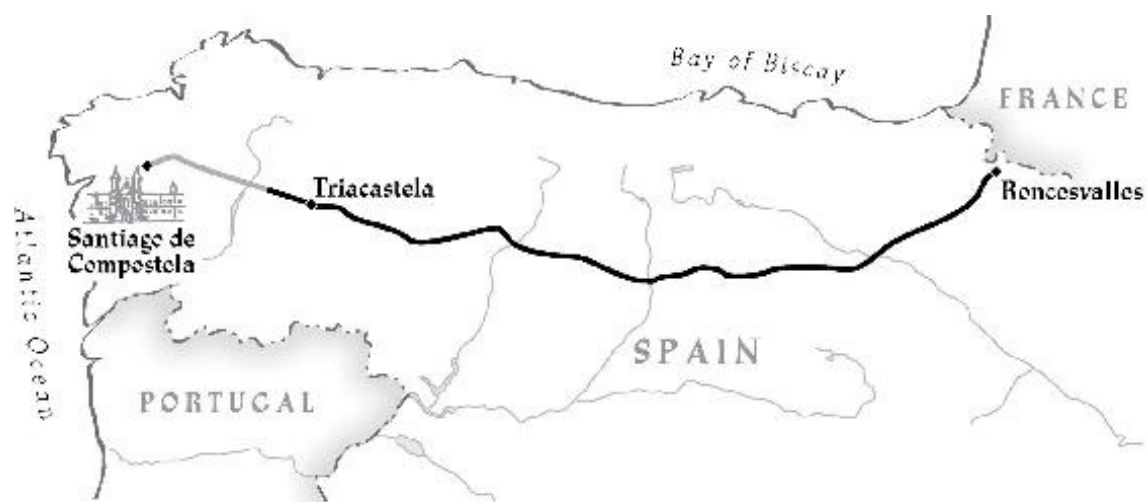 Bay of Biscay
FRANCE
Triacastela
Roncesvalles
Santiago de
Compostela
Atlantic Ocean
SPAIN
PORTUGAL